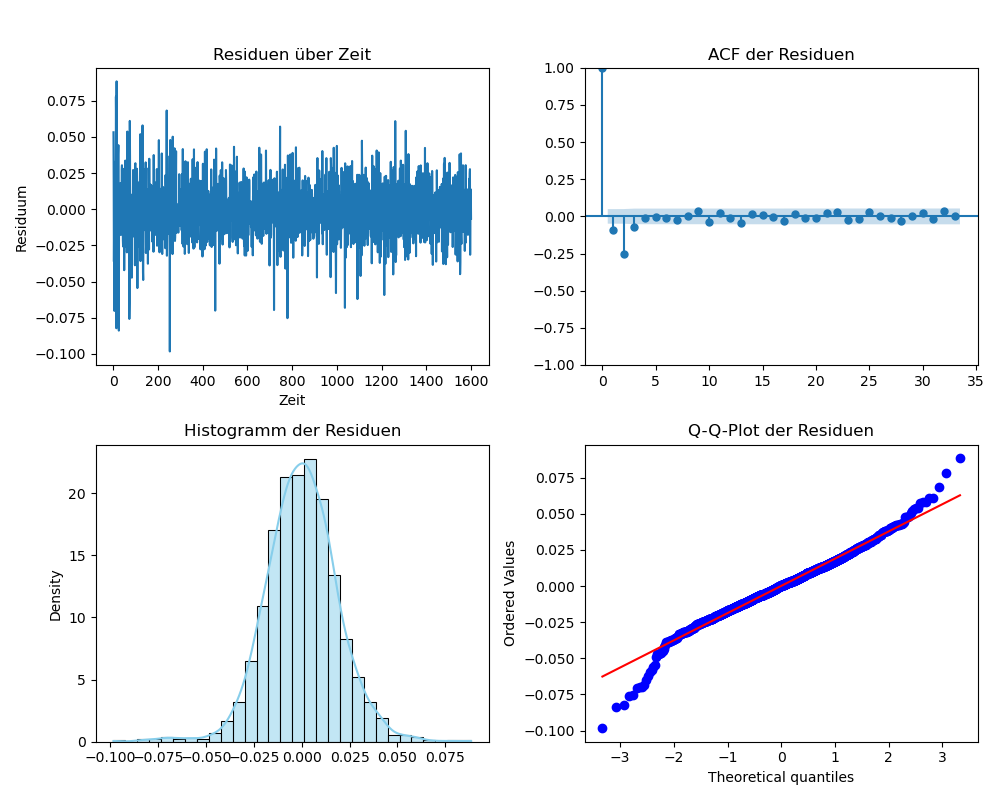 Residuen über Zeit
0.075
0.050
0.025
0.000
−0.025
−0.050
−0.075
−0.100
Residuum
0 200 400 600 800 1000 1200 1400 1600
Zeit
ACF der Residuen
1.00
0.75
0.50
0.25
0.00
−0.25
−0.50
−0.75
−1.00
0 5 10 15 20 25 30 35
Histogramm der Residuen
20
15
10
5
0
Density
−0.100 −0.075 −0.050 −0.025 0.000 0.025 0.050 0.075
Q-Q-Plot der Residuen
0.075
0.050
0.025
0.000
−0.025
−0.050
−0.075
−0.100
Ordered Values
−3 −2 −1 0 1 2 3
Theoretical quantiles